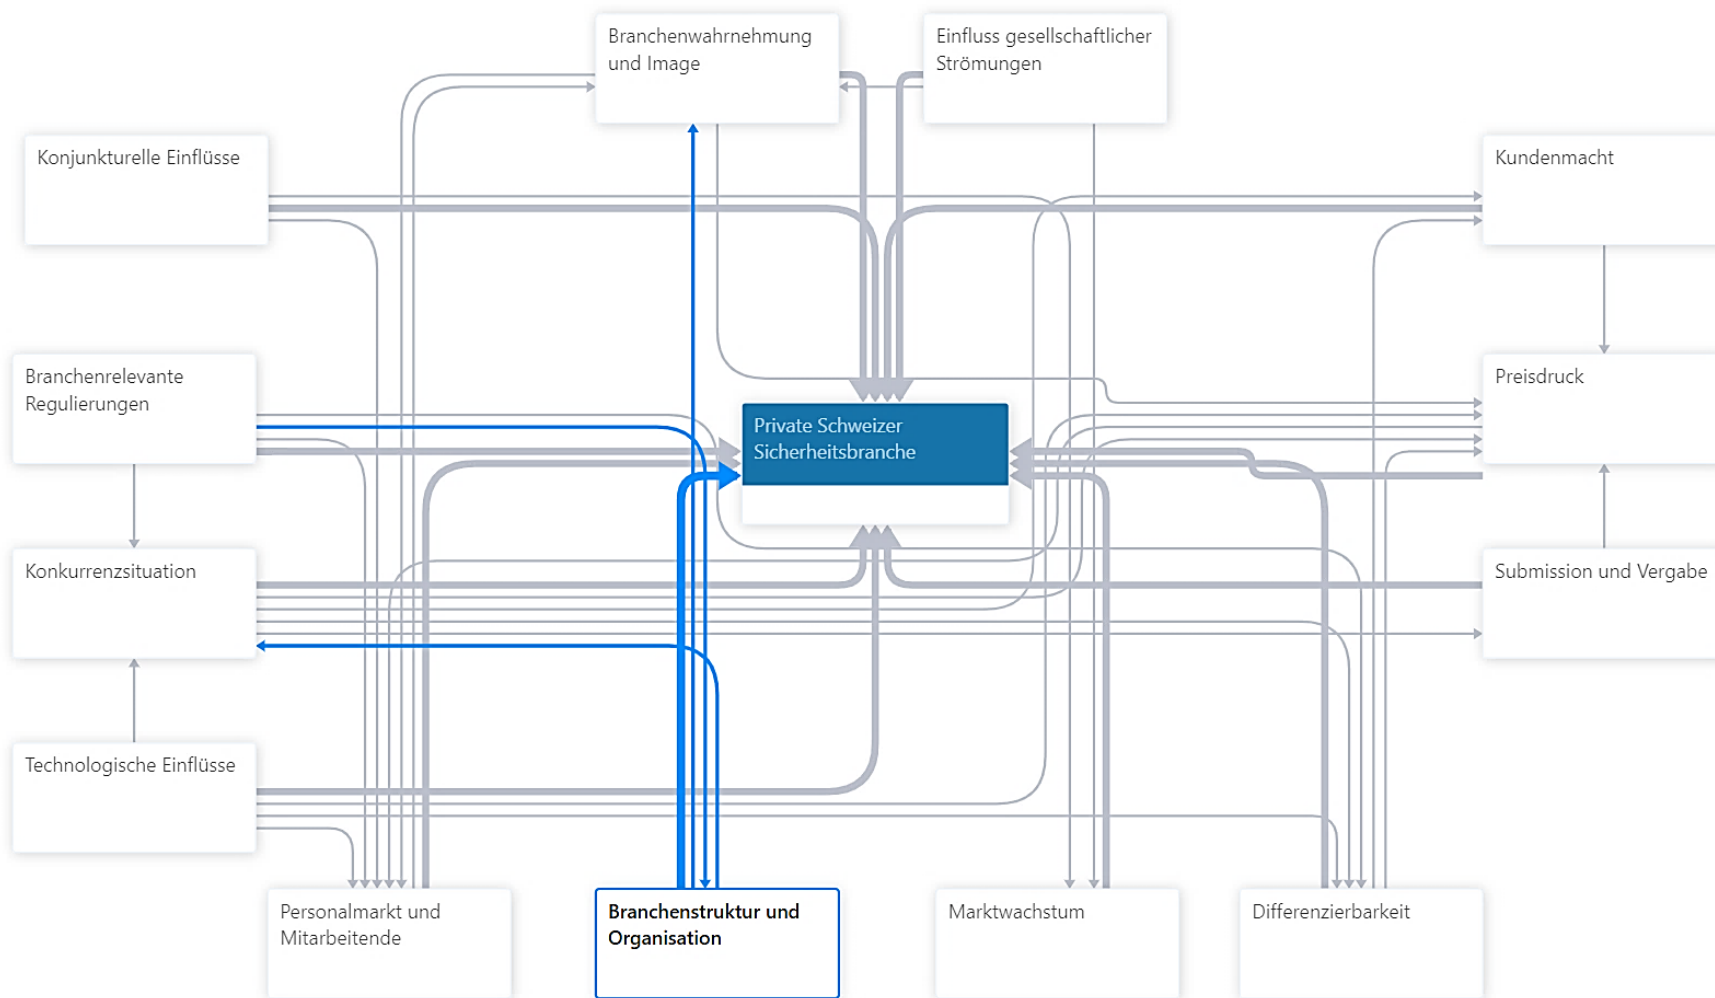 Branchenwahrnehmung
und Image
Einfluss gesellschaftlicher
Strömungen
Konjunkturelle Einflüsse
Kundenmacht
Branchenrelevante
Regulierungen
Preisdruck
Private Schweizer
Sicherheitsbranche
Konkurrenzsituation
Submission und Vergabe
Technologische Einflüsse
Personalmarkt und
Mitarbeitende
Branchenstruktur und
Organisation
Marktwachstum
Differenzierbarkeit